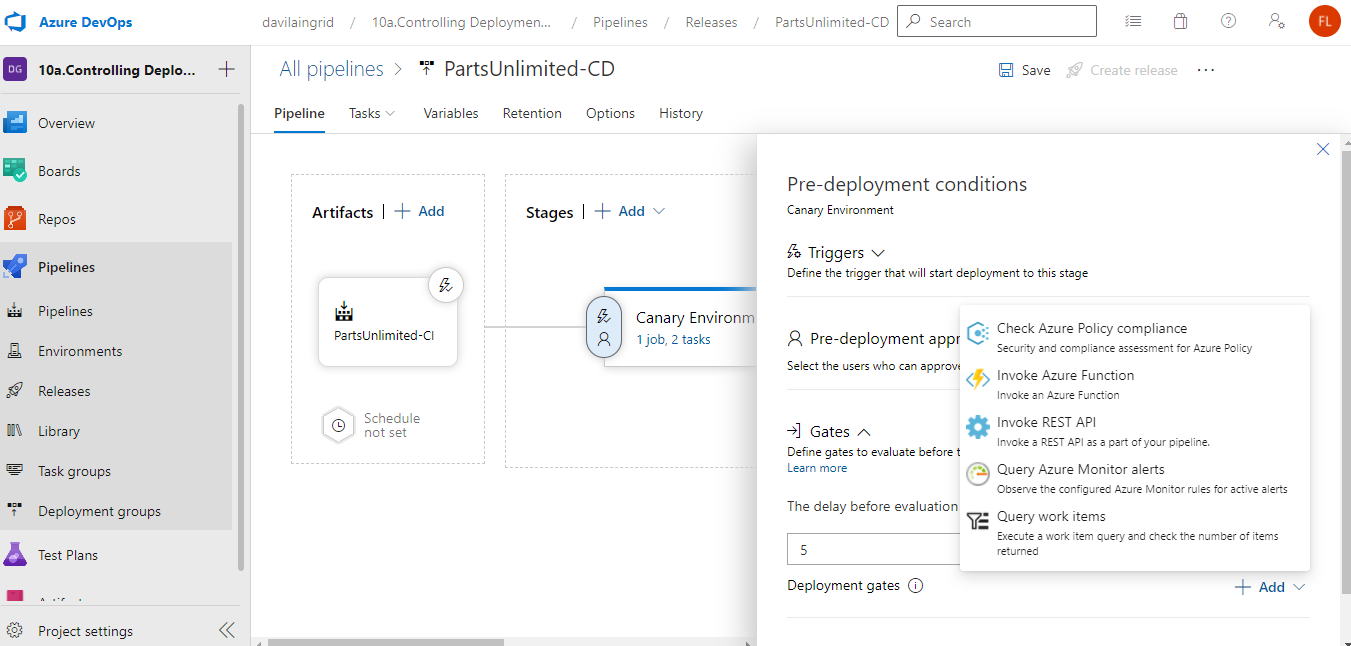 Azure DevOps
davilaingrid / 10a.Controlling Deploymen... / Pipelines / Releases / PartsUnlimited-CD
Search
FL
DG
10a.Controlling Deplo...
Overview
Boards
Repos
Pipelines
Pipelines
Environments
Releases
Library
Task groups
Deployment groups
Test Plans
Project settings
All pipelines > PartsUnlimited-CD
Save
Create release
Pipeline
Tasks
Variables
Retention
Options
History
Artifacts | + Add
PartsUnlimited-CI
Schedule
not set
Stages | + Add
Canary Environm
1 job, 2 tasks
Pre-deployment conditions
Canary Environment
Triggers
Define the trigger that will start deployment to this stage
Pre-deployment appr
Select the users who can approve
Gates
Define gates to evaluate before t
Learn more
The delay before evaluation
5
Deployment gates
+ Add
Check Azure Policy compliance
Security and compliance assessment for Azure Policy
Invoke Azure Function
Invoke an Azure Function
Invoke REST API
Invoke a REST API as a part of your pipeline.
Query Azure Monitor alerts
Observe the configured Azure Monitor rules for active alerts
Query work items
Execute a work item query and check the number of items
returned